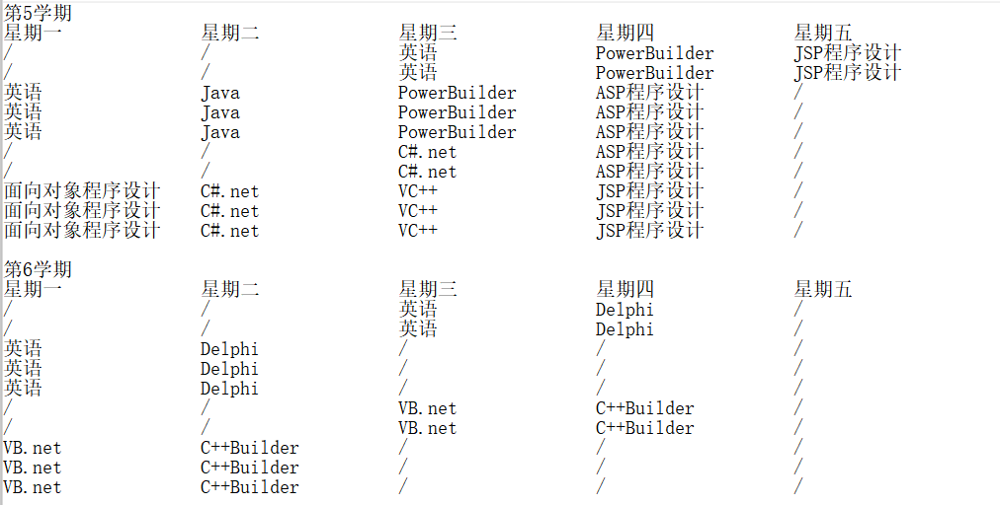 第5学期
星期一 星期二 星期三 星期四 星期五
/ / 英语 PowerBuilder JSP程序设计
/ / 英语 PowerBuilder JSP程序设计
英语 Java PowerBuilder ASP程序设计 /
英语 Java PowerBuilder ASP程序设计 /
英语 Java PowerBuilder ASP程序设计 /
/ / C#.net ASP程序设计 /
/ / C#.net ASP程序设计 /
面向对象程序设计 C#.net VC++ JSP程序设计 /
面向对象程序设计 C#.net VC++ JSP程序设计 /
面向对象程序设计 C#.net VC++ JSP程序设计 /
第6学期
星期一 星期二 星期三 星期四 星期五
/ / 英语 Delphi /
/ / 英语 Delphi /
英语 Delphi / / /
英语 Delphi / / /
英语 Delphi / / /
/ / VB.net C++Builder /
/ / VB.net C++Builder /
VB.net C++Builder / / /
VB.net C++Builder / / /
VB.net C++Builder / / /